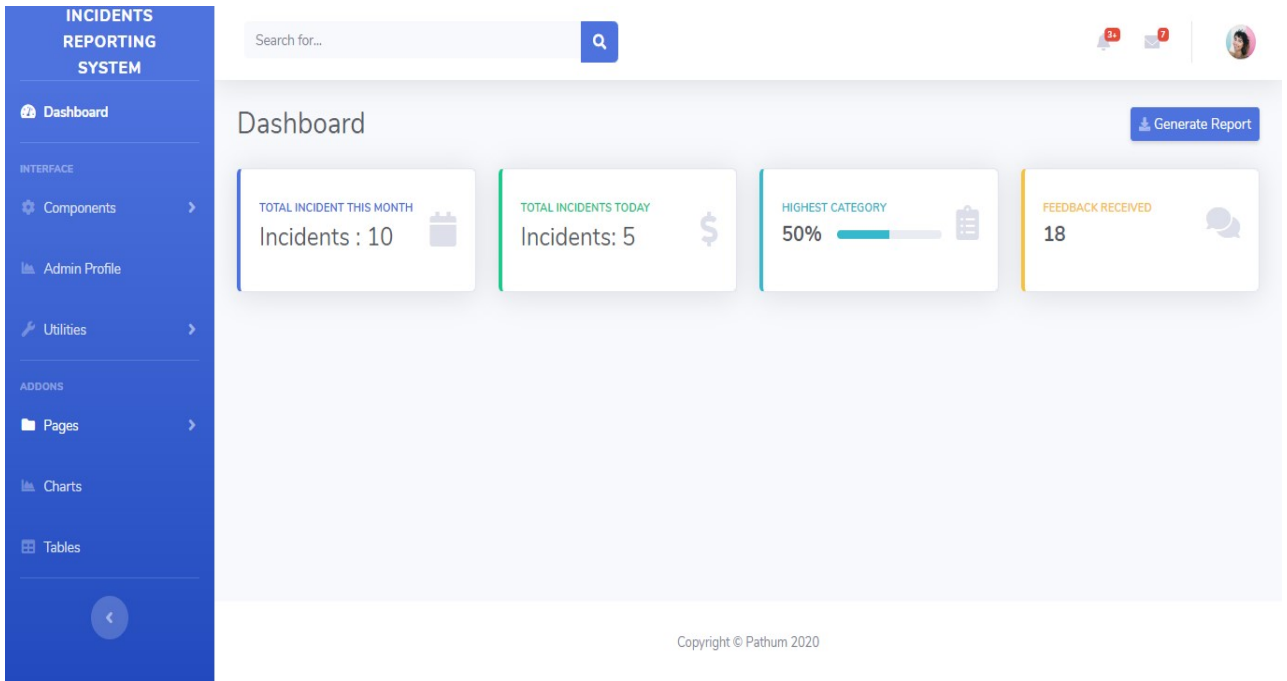 INCIDENTS
REPORTING
SYSTEM
Dashboard
INTERFACE
Components
Admin Profile
Utilities
ADDONS
Pages
Charts
Tables
Search for...
3+
7
Dashboard
Generate Report
TOTAL INCIDENT THIS MONTH
Incidents : 10
TOTAL INCIDENTS TODAY
Incidents: 5
HIGHEST CATEGORY
50%
FEEDBACK RECEIVED
18
Copyright © Pathum 2020